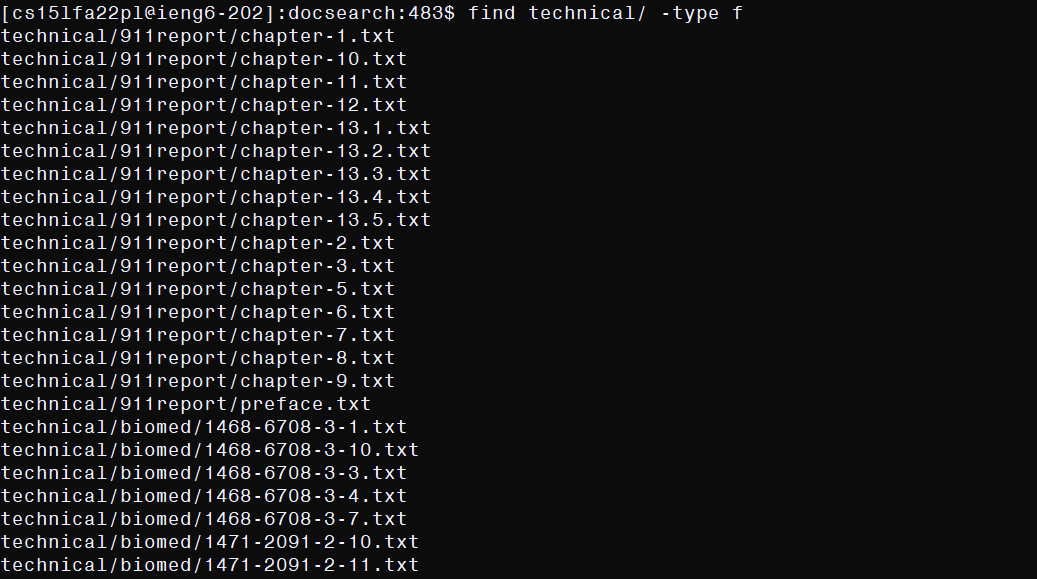 [cs15lfa22pl@ieng6-202]:docsearch:483$ find technical/ -type f
technical/911report/chapter-1.txt
technical/911report/chapter-10.txt
technical/911report/chapter-11.txt
technical/911report/chapter-12.txt
technical/911report/chapter-13.1.txt
technical/911report/chapter-13.2.txt
technical/911report/chapter-13.3.txt
technical/911report/chapter-13.4.txt
technical/911report/chapter-13.5.txt
technical/911report/chapter-2.txt
technical/911report/chapter-3.txt
technical/911report/chapter-5.txt
technical/911report/chapter-6.txt
technical/911report/chapter-7.txt
technical/911report/chapter-8.txt
technical/911report/chapter-9.txt
technical/911report/preface.txt
technical/biomed/1468-6708-3-1.txt
technical/biomed/1468-6708-3-10.txt
technical/biomed/1468-6708-3-3.txt
technical/biomed/1468-6708-3-4.txt
technical/biomed/1468-6708-3-7.txt
technical/biomed/1471-2091-2-10.txt
technical/biomed/1471-2091-2-11.txt